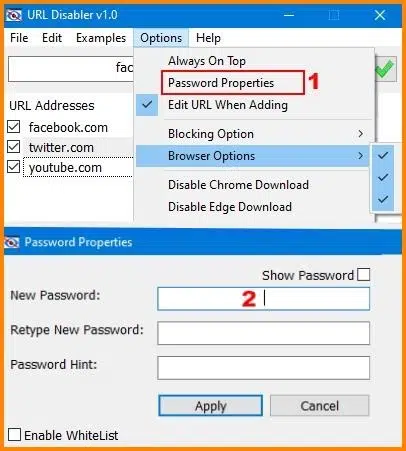 URL Disabler v1.0
File Edit Examples Options Help
fac
Always On Top
Password Properties 1
Edit URL When Adding
URL Addresses
facebook.com
twitter.com
youtube.com
Blocking Option
Browser Options
Disable Chrome Download
Disable Edge Download
Password Properties
Show Password
New Password: 2
Retype New Password:
Password Hint:
Apply Cancel
Enable WhiteList